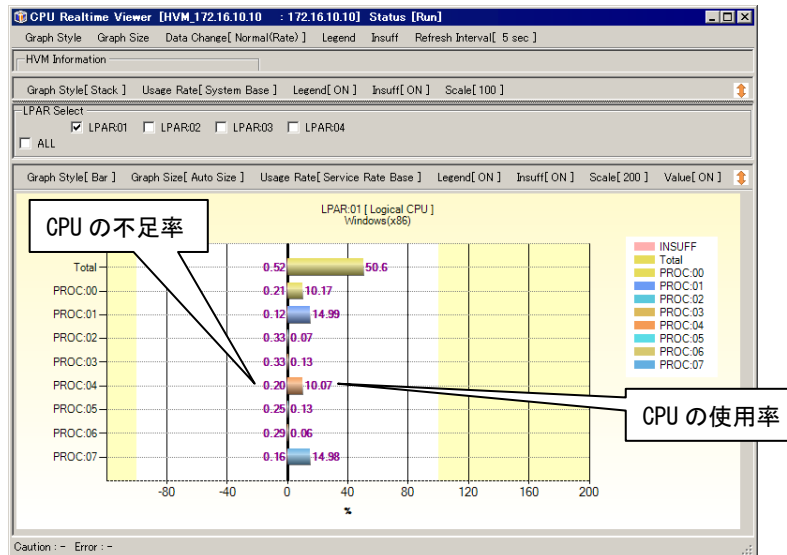 CPU Realtime Viewer [HVM_172.16.10.10 : 172.16.10.10] Status [Run]
Graph Style Graph Size Data Change[ Normal(Rate) ] Legend Insuff Refresh Interval[ 5 sec ]
HVM Information
Graph Style[ Stack ] Usage Rate[ System Base ] Legend[ ON ] Insuff[ ON ] Scale[ 100 ]
LPAR Select
LPAR:01 LPAR:02 LPAR:03 LPAR:04
ALL
Graph Style[ Bar ] Graph Size[ Auto Size ] Usage Rate[ Service Rate Base ] Legend[ ON ] Insuff[ ON ] Scale[ 200 ] Value[ ON ]
LPAR:01 [ Logical CPU ]
Windows(x86)
CPU の不足率
Total 0.52 50.6
PROC:00 0.21 10.17
PROC:01 0.12 14.99
PROC:02 0.33 0.07
PROC:03 0.33 0.13
PROC:04 0.20 10.07
PROC:05 0.25 0.13
PROC:06 0.29 0.06
PROC:07 0.16 14.98
-80 -40 0 40 80 120 160 200
%
INSUFF
Total
PROC:00
PROC:01
PROC:02
PROC:03
PROC:04
PROC:05
PROC:06
PROC:07
CPU の使用率
Caution : - Error : -